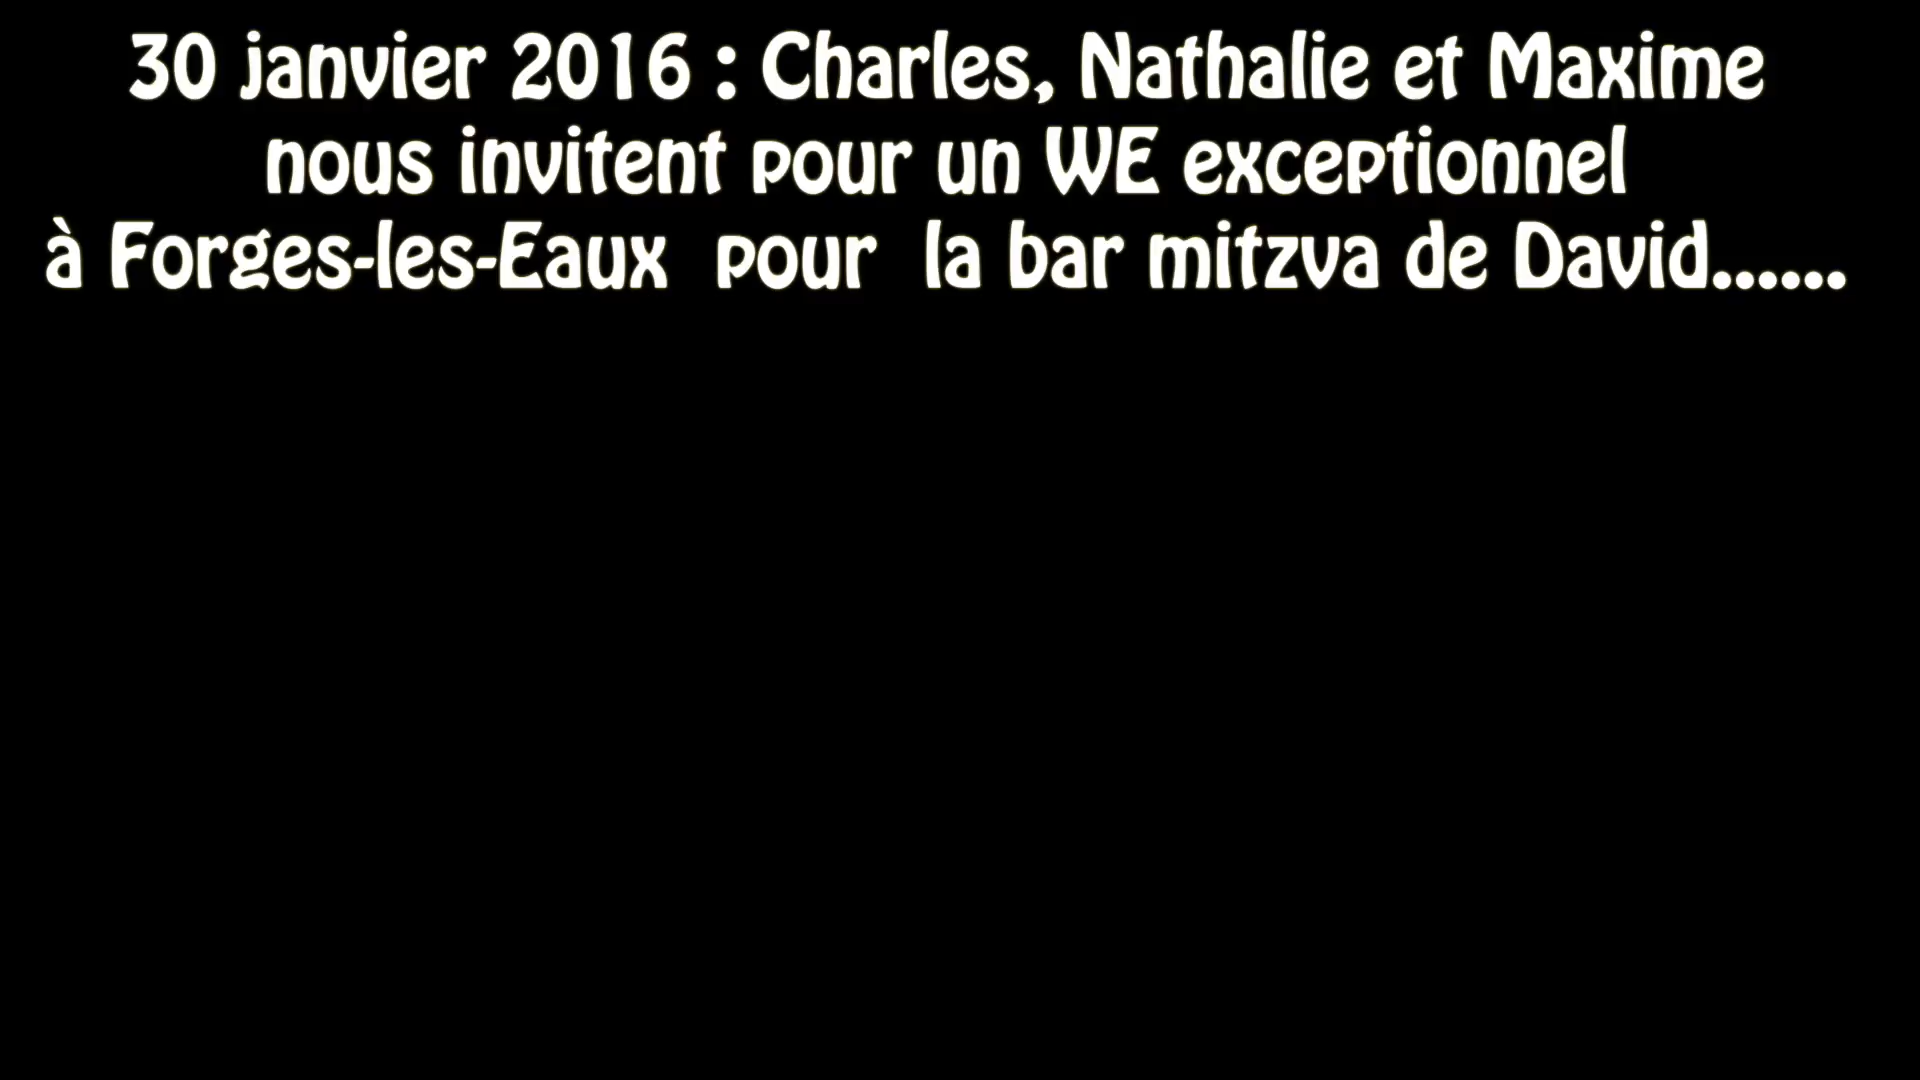 30 janvier 2016 : Charles, Nathalie et Maxime
nous invitent pour un WE exceptionnel
à Forges-les-Eaux  pour  la bar mitzva de David......